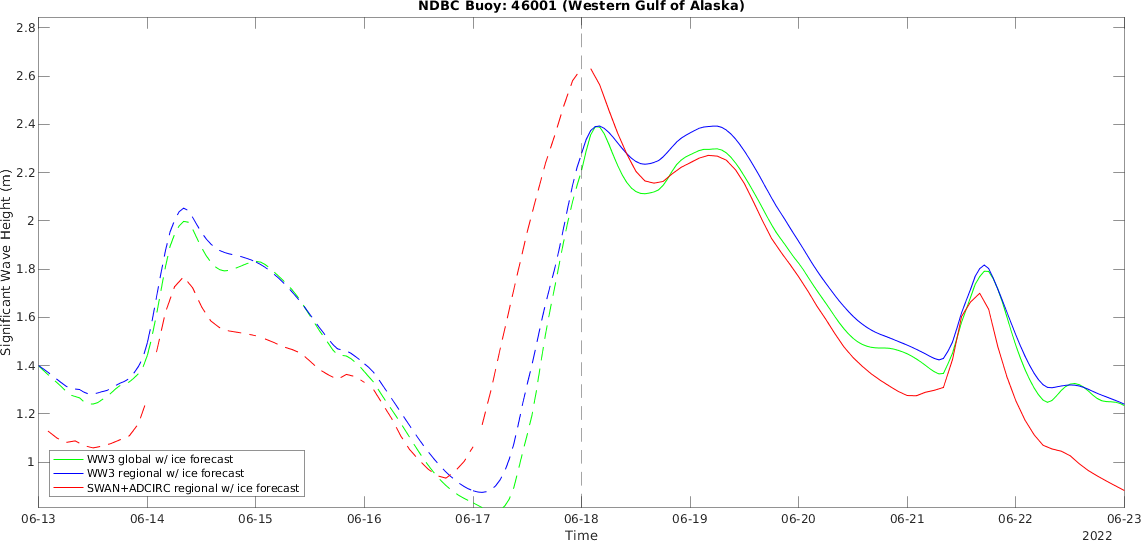 NDBC Buoy: 46001 (Western Gulf of Alaska)
2.8
2.6
2.4
2.2
2
1.8
1.6
1.4
1.2
1
Significant Wave Height (m)
WW3 global w/ ice forecast
WW3 regional w/ ice forecast
SWAN+ADCIRC regional w/ ice forecast
06-13 06-14 06-15 06-16 06-17 06-18 06-19 06-20 06-21 06-22 06-23
Time
2022